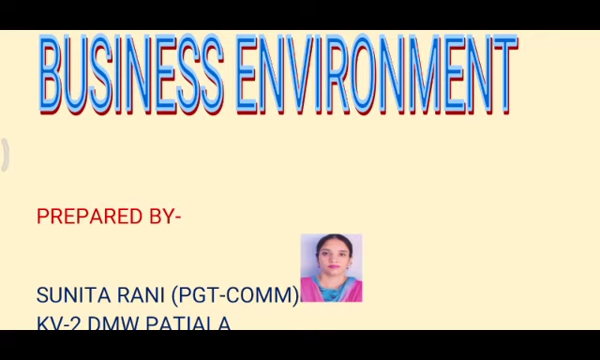 BUSINESS ENVIRONMENT
PREPARED BY-
SUNITA RANI (PGT-COMM)
KV-2 DMW PATIALA